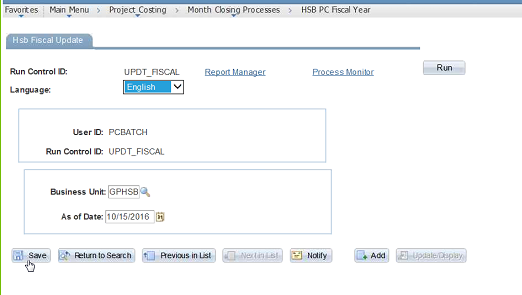 Favorites Main Menu > Project Costing > Month Closing Processes > HSB PC Fiscal Year
Hsb Fiscal Update
Run Control ID: UPDT_FISCAL Report Manager Process Monitor Run
Language: English
User ID: PCBATCH
Run Control ID: UPDT_FISCAL
Business Unit: GPHSB
As of Date: 10/15/2016
Save Return to Search Previous in List Next in List Notify Add Update/Display